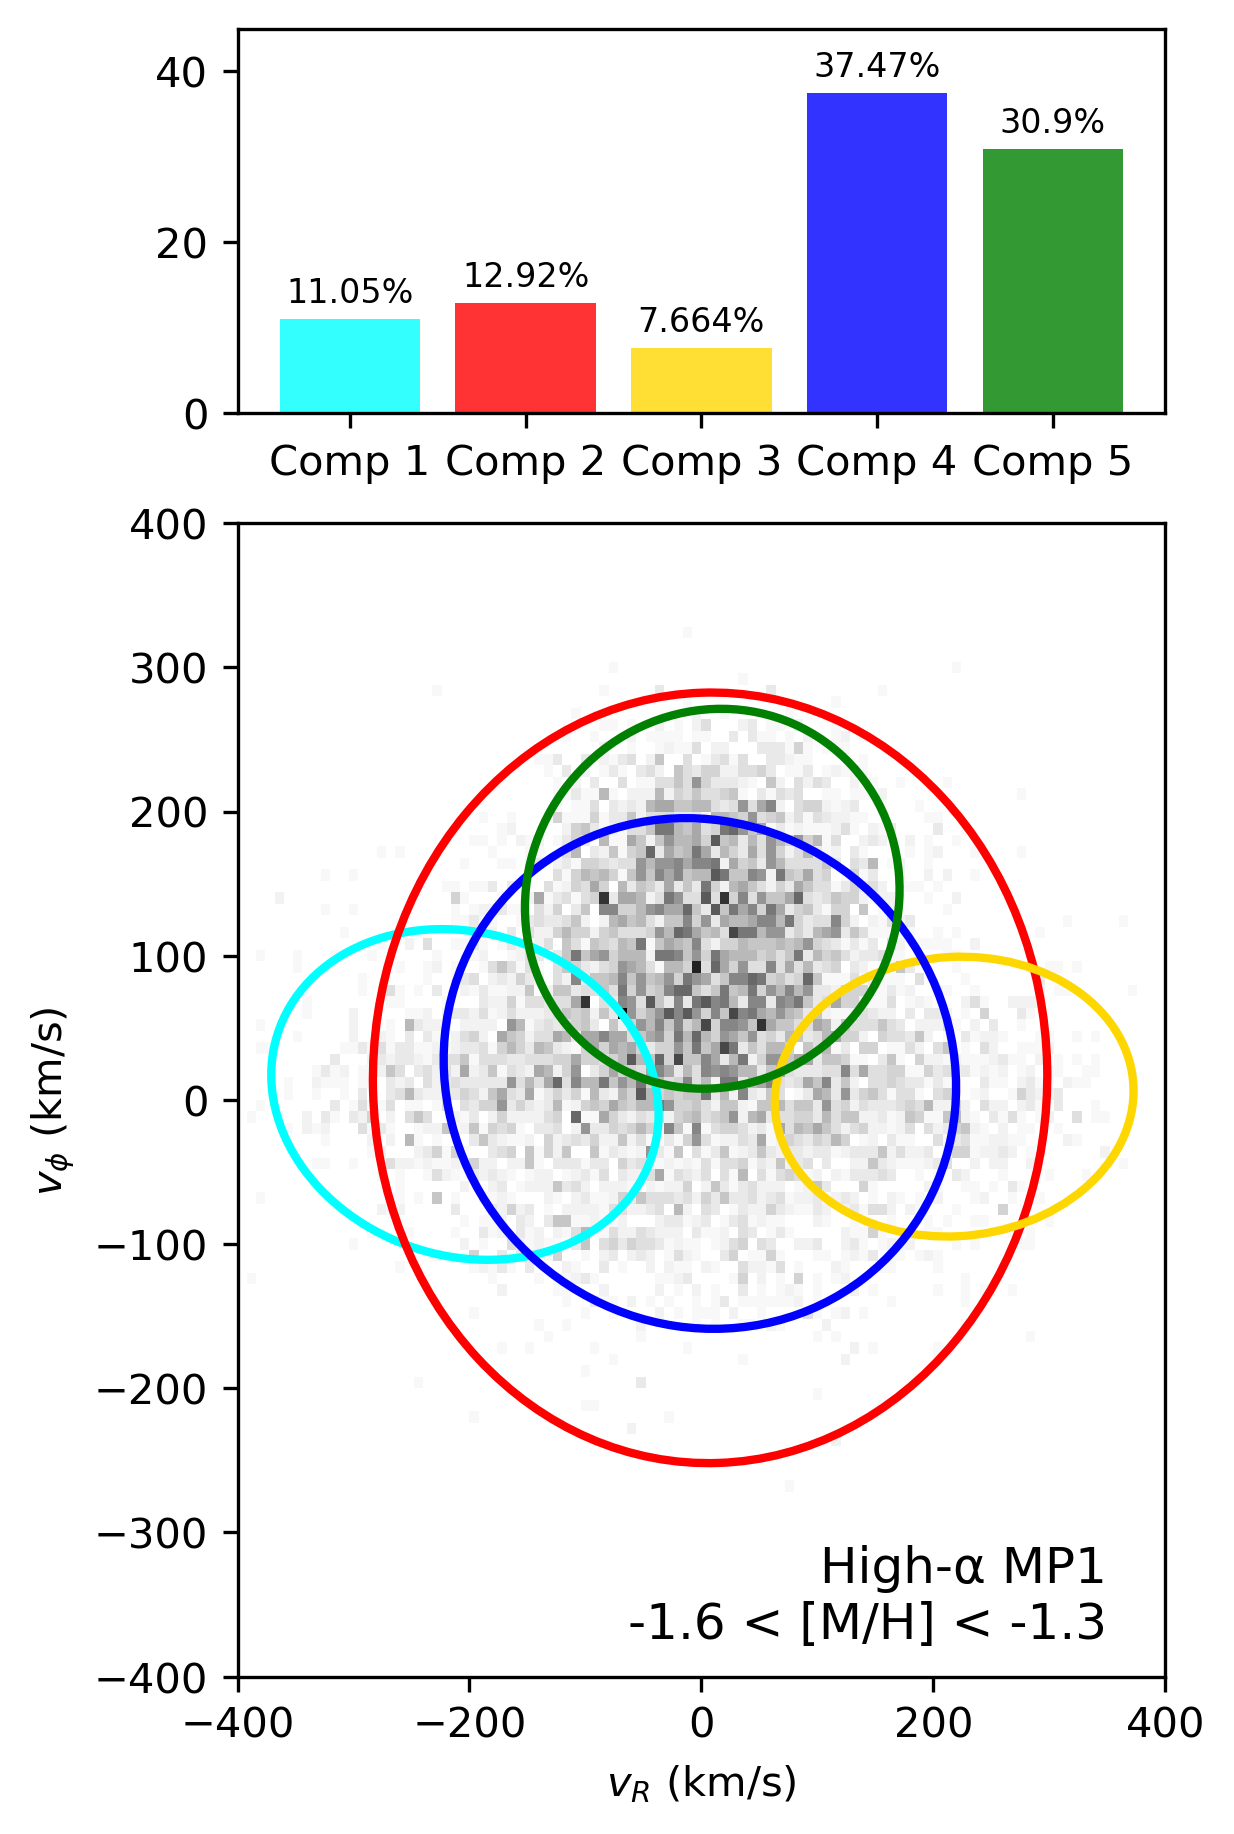 40
20
0
37.47%
30.9%
11.05%
12.92%
7.664%
Comp 1 Comp 2 Comp 3 Comp 4 Comp 5
400
300
200
100
0
−100
−200
−300
−400
v_ϕ (km/s)
High-α MP1
-1.6 < [M/H] < -1.3
−400 −200 0 200 400
v_R (km/s)